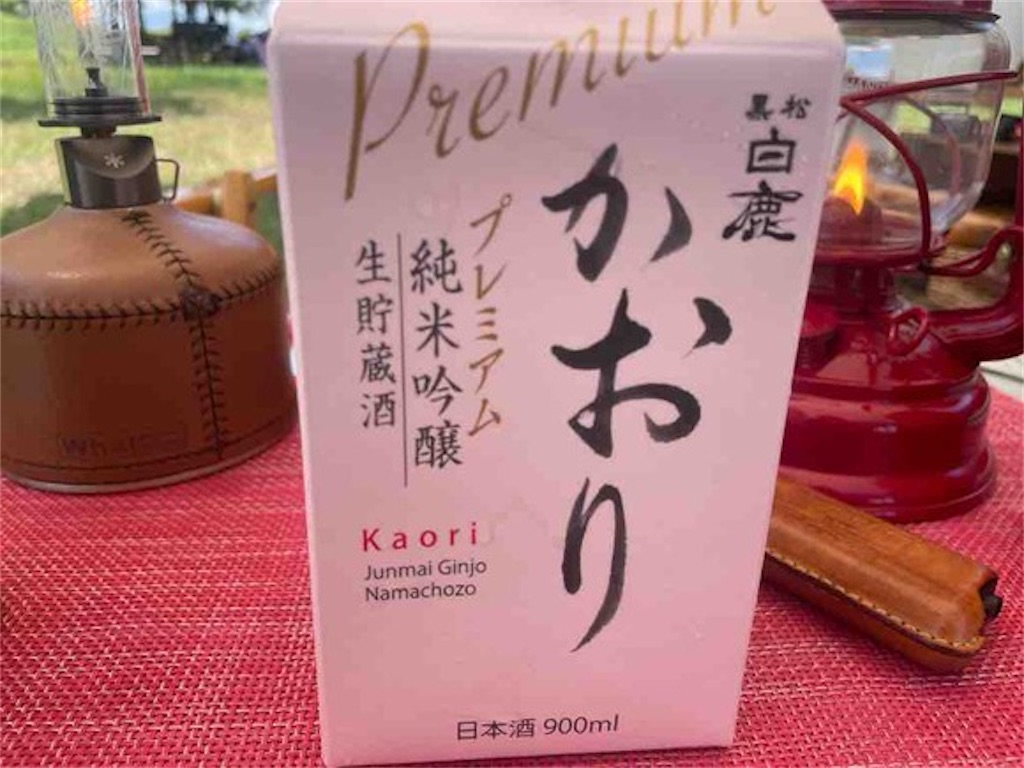 Premium
黒松
白鹿
かおり
プレミアム
純米吟醸
生貯蔵酒
Kaori
Junmai Ginjo
Namachozo
日本酒 900ml